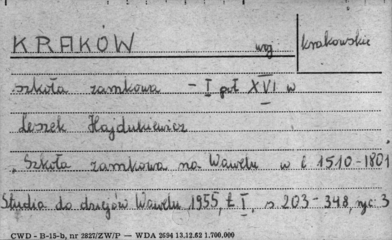 KRAKÓW woj krakowskie
szkoła zamkowa - I poł XVI w
Leszek Hajdukiewicz
„Szkoła zamkowa na Wawelu w l 1510-1801
Studia do dziejów Wawelu 1955, t I, s 203-348, ryc 3
CWD - B-15-b, nr 2827/ZW/P — WDA 2694 13.12.62 1.700.000